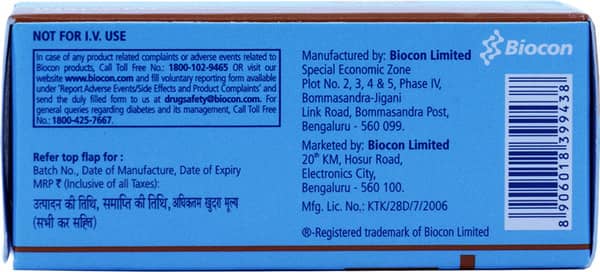 NOT FOR I.V. USE
In case of any product related complaints or adverse events related to
Biocon products, Call Toll Free No.: 1800-102-9465 OR visit our
website www.biocon.com and fill voluntary reporting form available
under 'Report Adverse Events/Side Effects and Product Complaints' and
send the duly filled form to us at drugsafety@biocon.com. For
general queries regarding diabetes and its management, Call Toll Free
No.: 1800-425-7667.
Refer top flap for :
Batch No., Date of Manufacture, Date of Expiry
MRP ₹ (Inclusive of all Taxes):
उत्पादन की तिथि, समाप्ति की तिथि, अधिकतम खुदरा मूल्य
(सभी कर सहित)
Manufactured by: Biocon Limited
Special Economic Zone
Plot No. 2, 3, 4 & 5, Phase IV,
Bommasandra-Jigani
Link Road, Bommasandra Post,
Bengaluru - 560 099.
Marketed by: Biocon Limited
20th KM, Hosur Road,
Electronics City,
Bengaluru - 560 100.
Mfg. Lic. No.: KTK/28D/7/2006
®-Registered trademark of Biocon Limited
Biocon
8906018399438